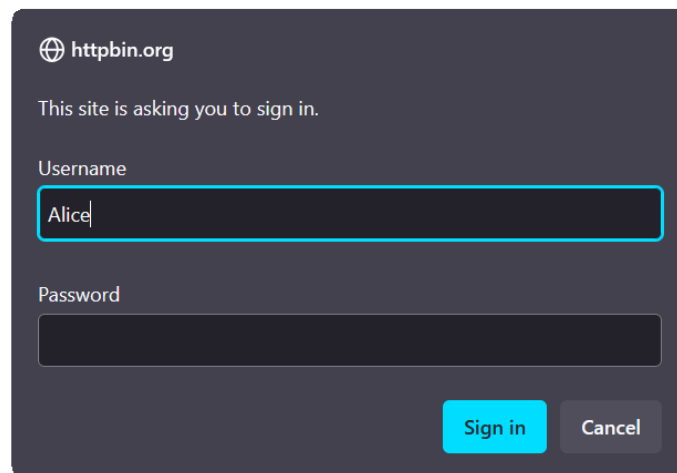 httpbin.org
This site is asking you to sign in.
Username
Alice
Password
Sign in Cancel